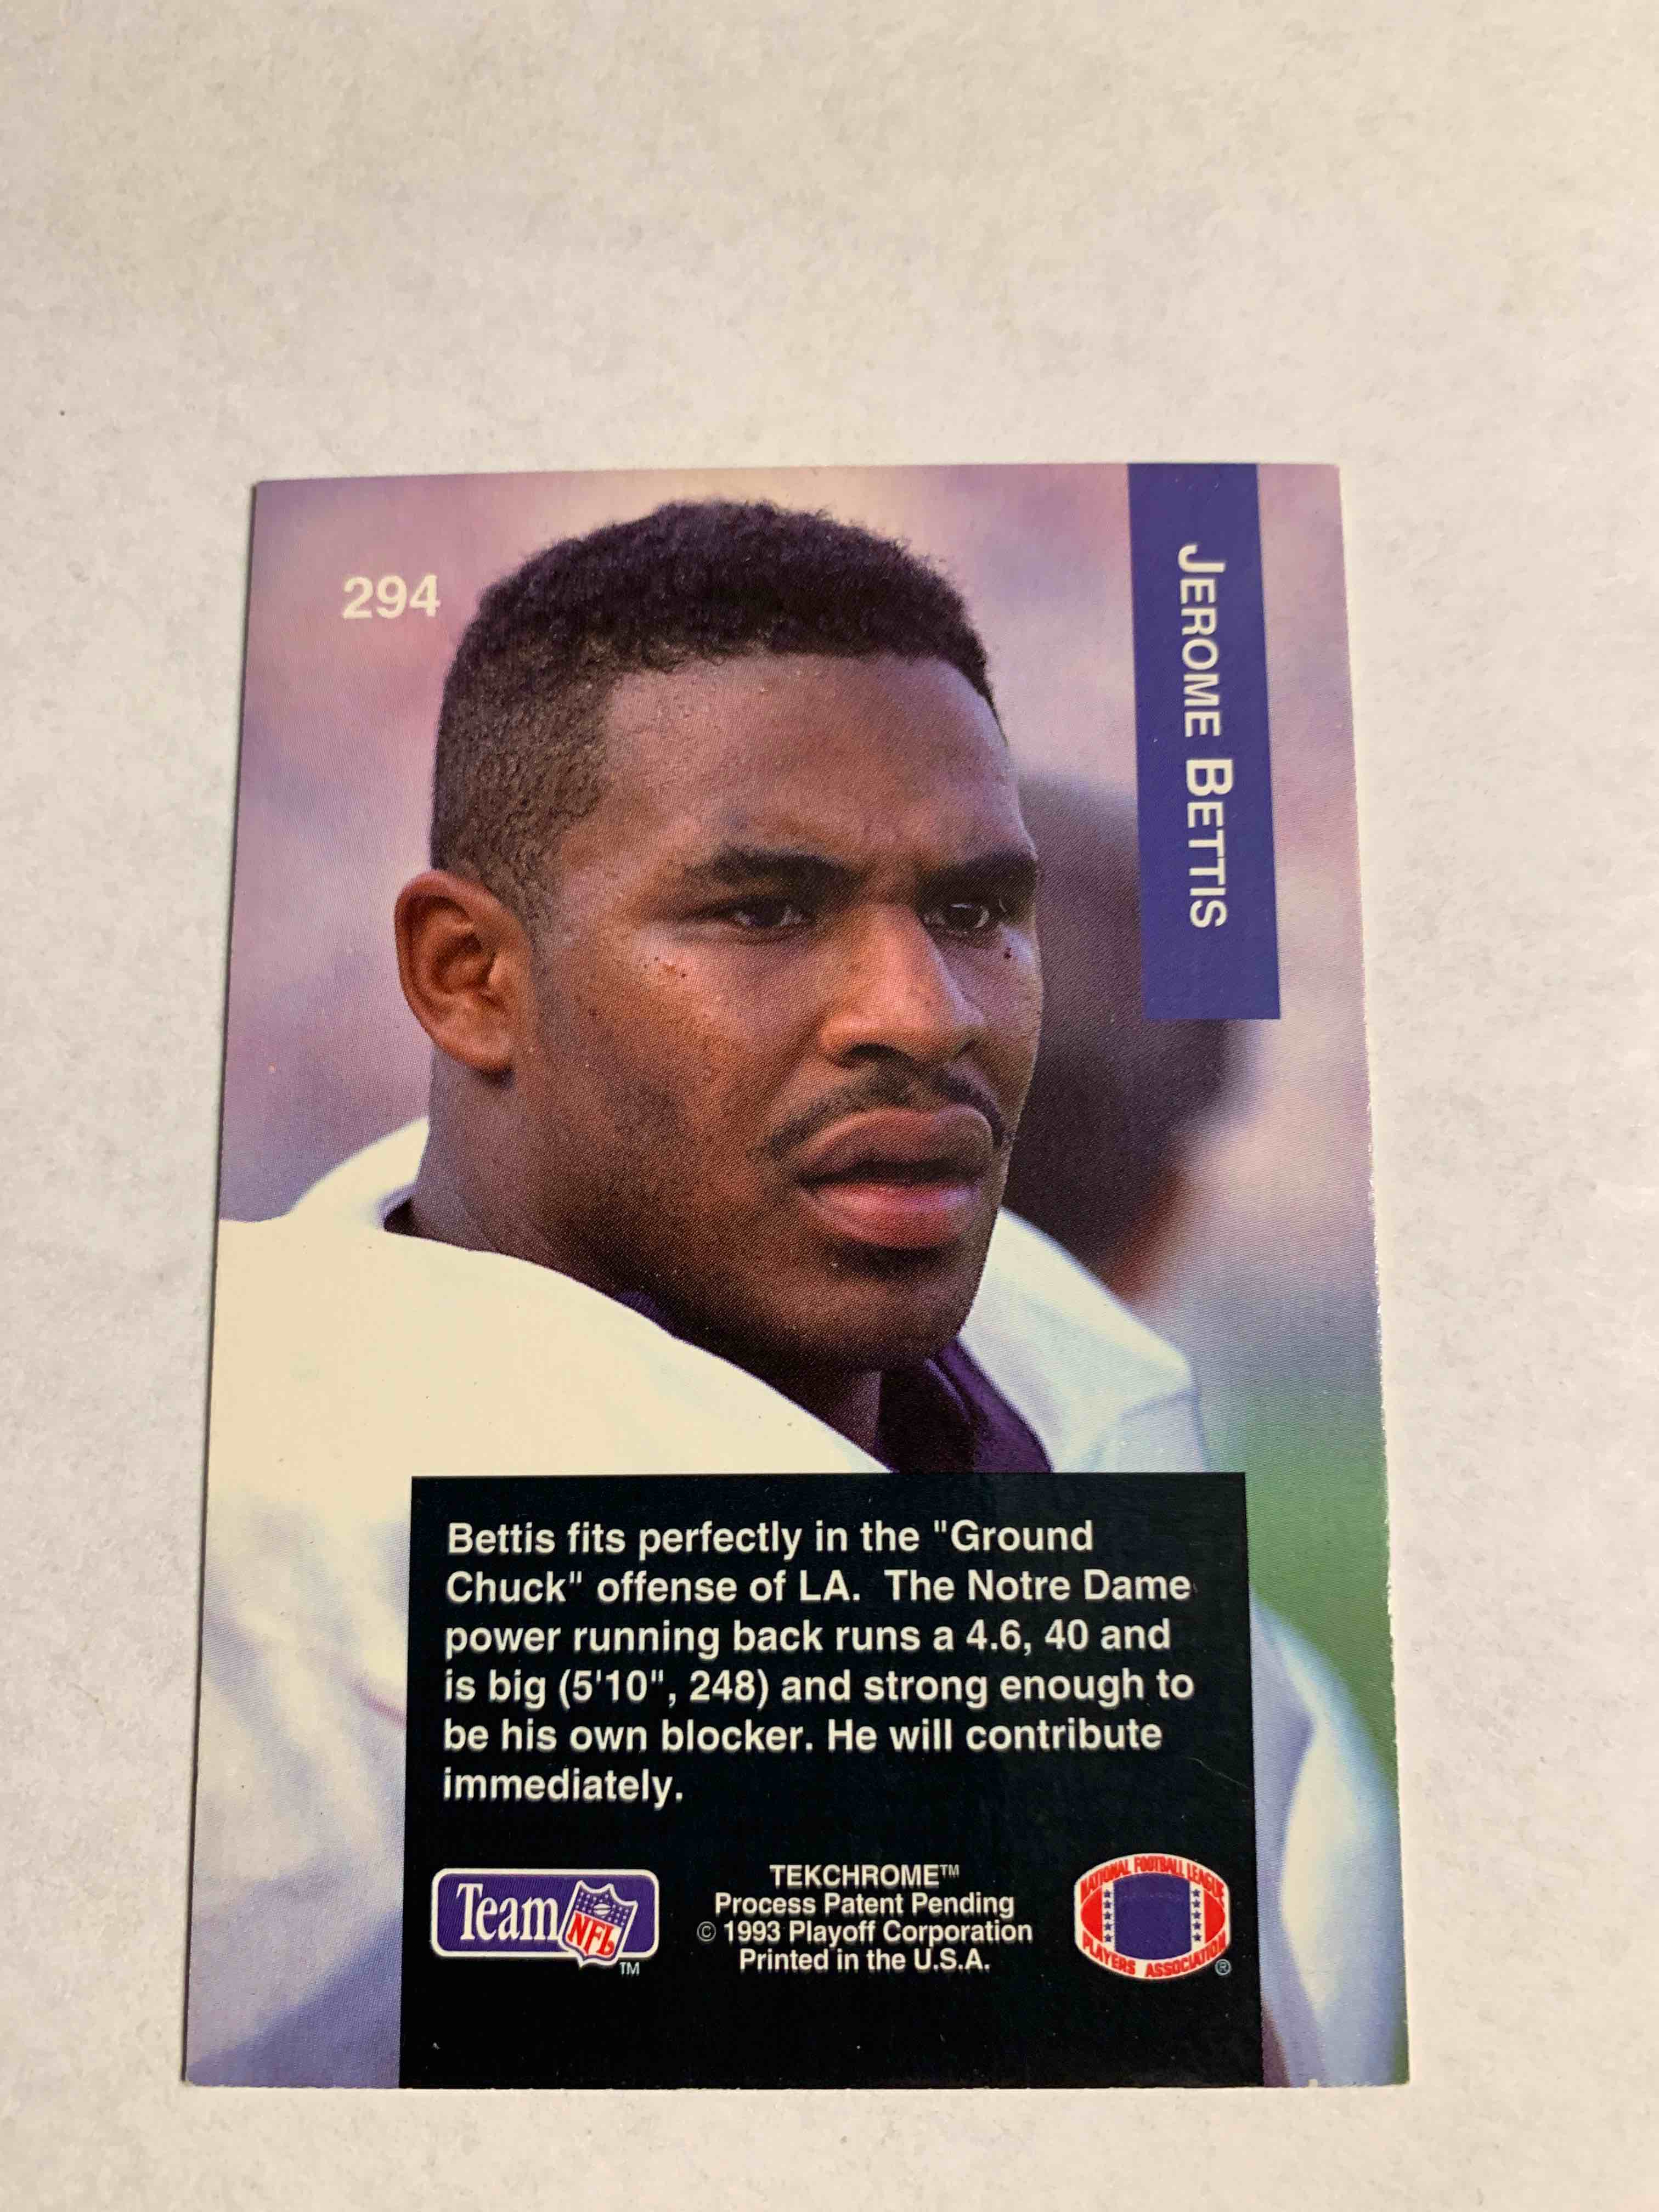 294
JEROME BETTIS
Bettis fits perfectly in the "Ground
Chuck" offense of LA.  The Notre Dame
power running back runs a 4.6, 40 and
is big (5'10", 248) and strong enough to
be his own blocker. He will contribute
immediately.
Team NFL TM
TEKCHROME™
Process Patent Pending
© 1993 Playoff Corporation
Printed in the U.S.A.
NATIONAL FOOTBALL LEAGUE
PLAYERS ASSOCIATION ®